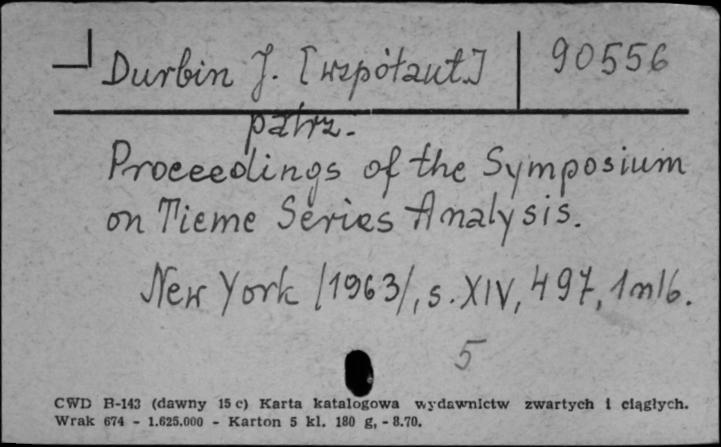 Durbin J. [współaut.] 90556
patrz.
Proceedings of the Symposium
on Tieme Series Analysis.
New York /1963/, s. XIV, 497, 1 nlb.
5
CWD B-143 (dawny 15 c) Karta katalogowa wydawnictw zwartych i ciągłych.
Wrak 674 - 1.625.000 - Karton 5 kl. 180 g, - 8.70.